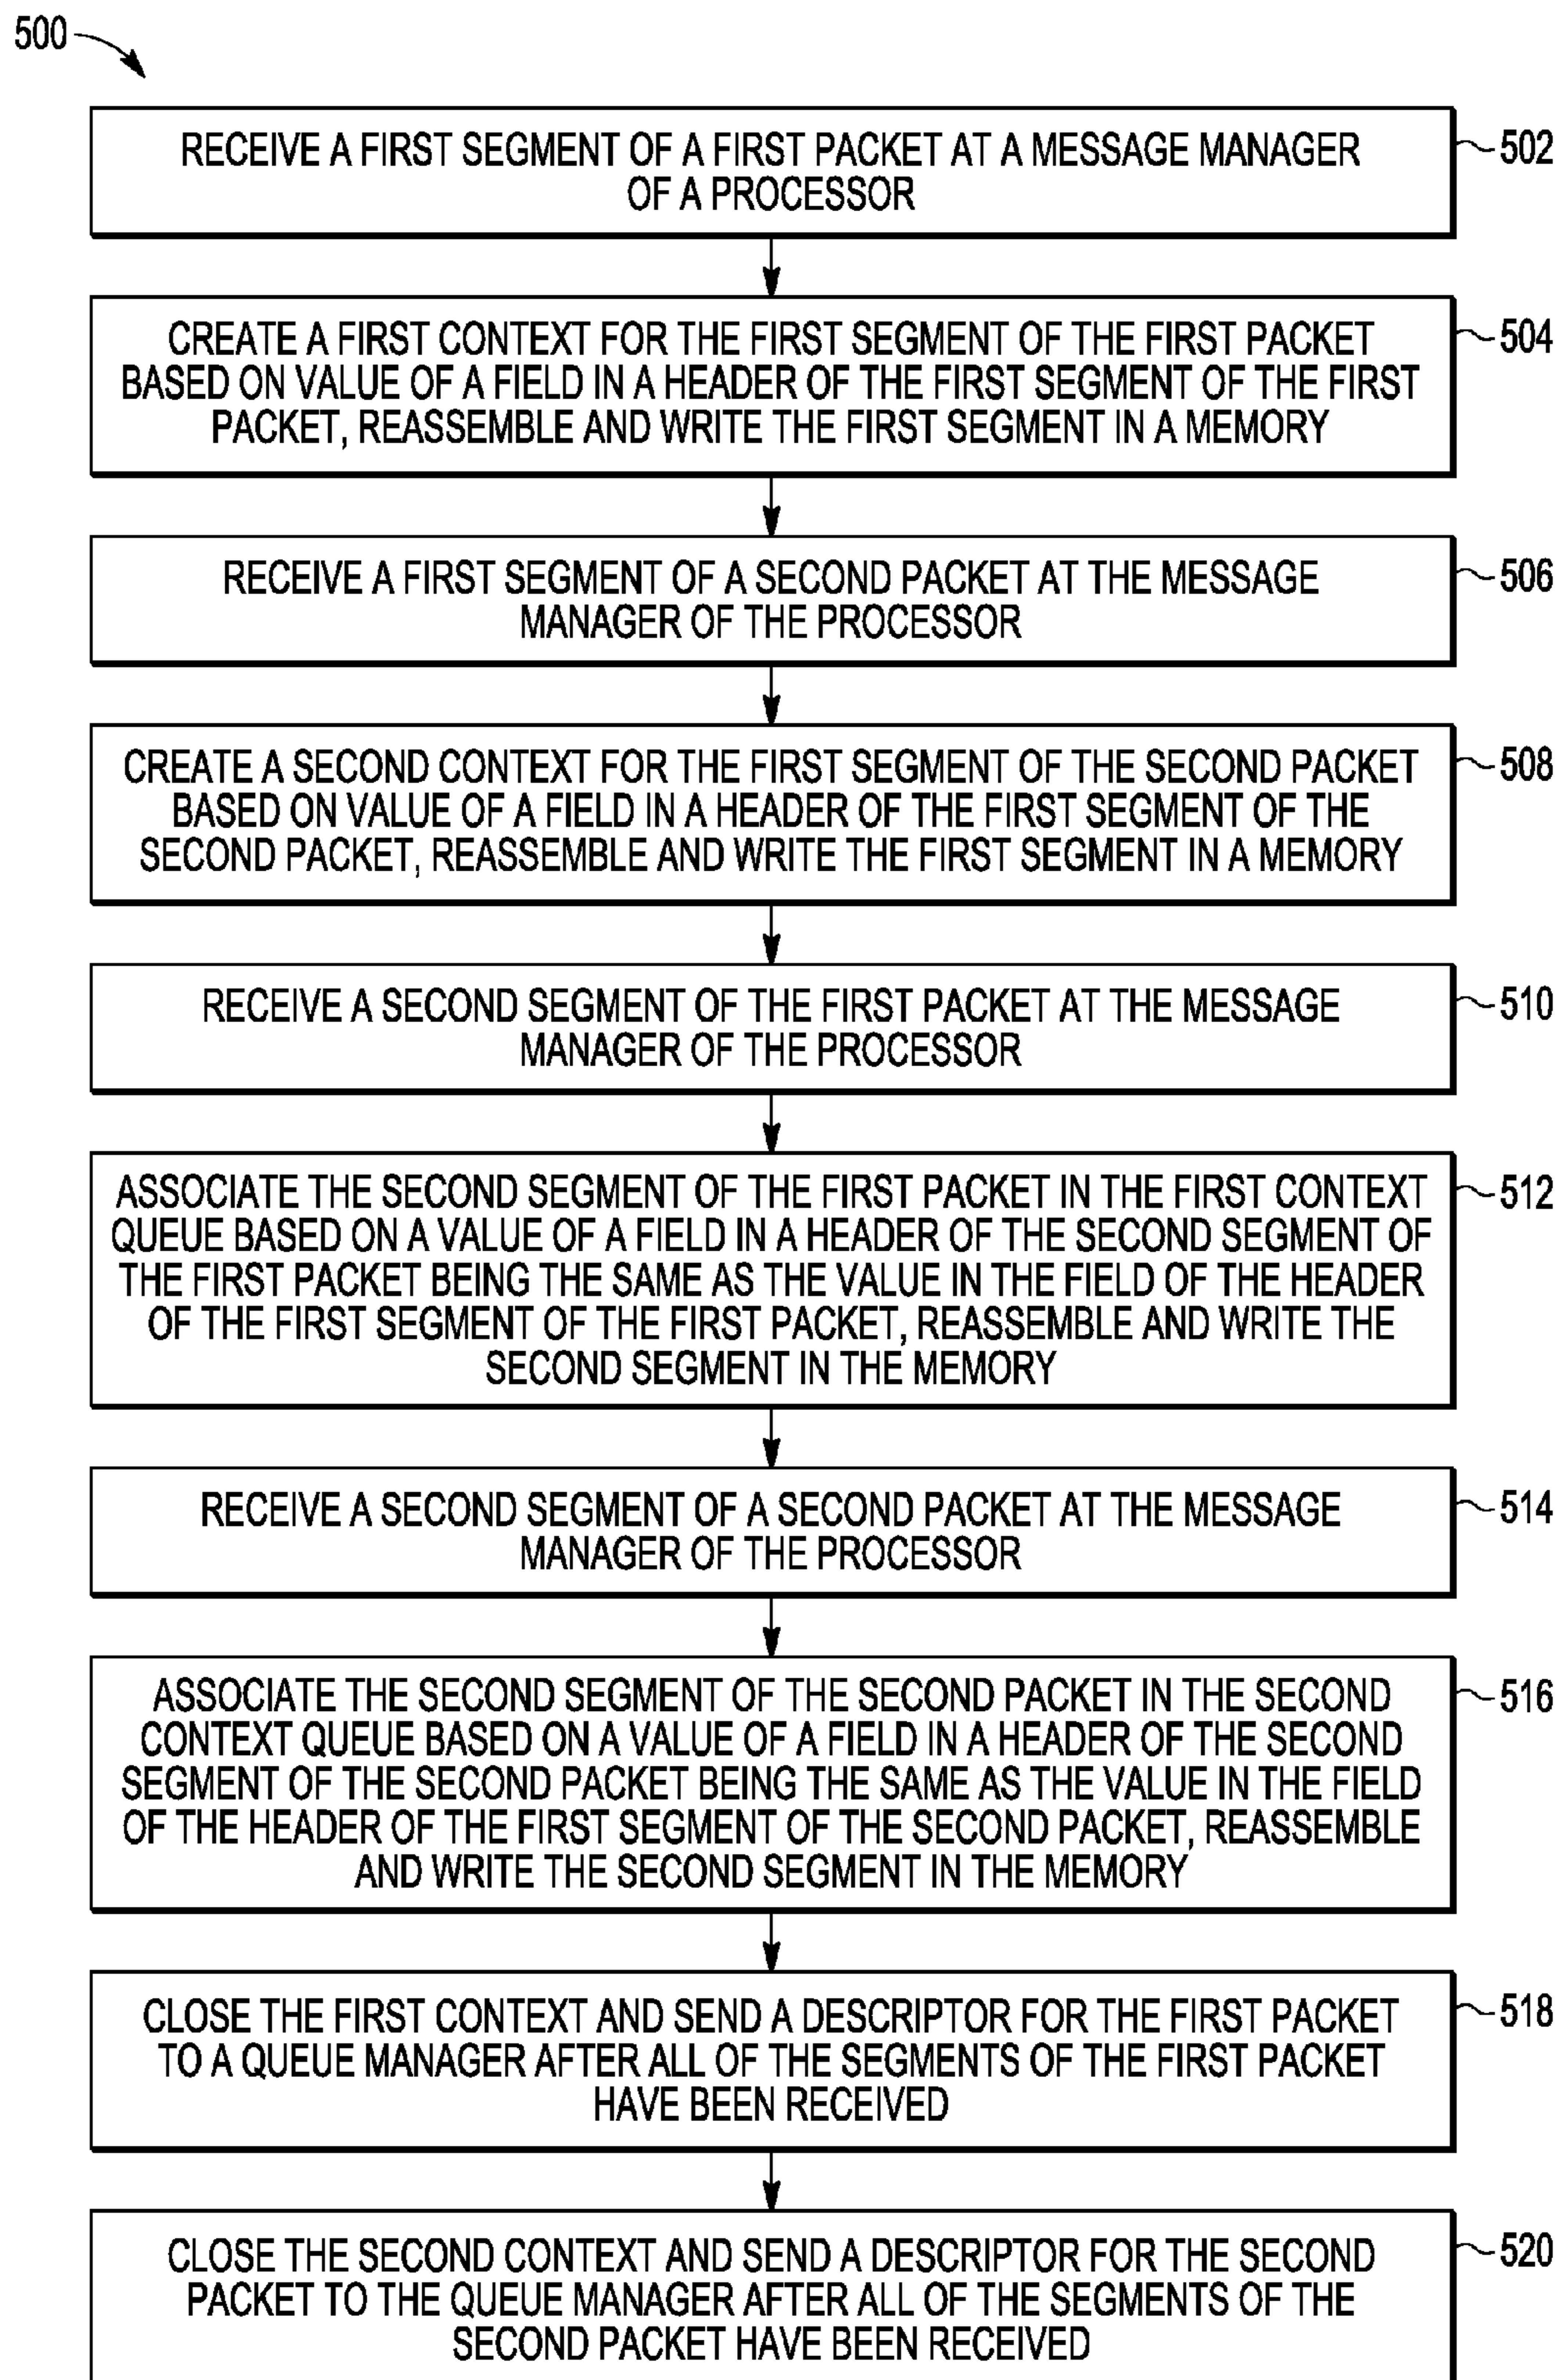 500
RECEIVE A FIRST SEGMENT OF A FIRST PACKET AT A MESSAGE MANAGER
OF A PROCESSOR
502
CREATE A FIRST CONTEXT FOR THE FIRST SEGMENT OF THE FIRST PACKET
BASED ON VALUE OF A FIELD IN A HEADER OF THE FIRST SEGMENT OF THE FIRST
PACKET, REASSEMBLE AND WRITE THE FIRST SEGMENT IN A MEMORY
504
RECEIVE A FIRST SEGMENT OF A SECOND PACKET AT THE MESSAGE
MANAGER OF THE PROCESSOR
506
CREATE A SECOND CONTEXT FOR THE FIRST SEGMENT OF THE SECOND PACKET
BASED ON VALUE OF A FIELD IN A HEADER OF THE FIRST SEGMENT OF THE
SECOND PACKET, REASSEMBLE AND WRITE THE FIRST SEGMENT IN A MEMORY
508
RECEIVE A SECOND SEGMENT OF THE FIRST PACKET AT THE MESSAGE
MANAGER OF THE PROCESSOR
510
ASSOCIATE THE SECOND SEGMENT OF THE FIRST PACKET IN THE FIRST CONTEXT
QUEUE BASED ON A VALUE OF A FIELD IN A HEADER OF THE SECOND SEGMENT OF
THE FIRST PACKET BEING THE SAME AS THE VALUE IN THE FIELD OF THE HEADER
OF THE FIRST SEGMENT OF THE FIRST PACKET, REASSEMBLE AND WRITE THE
SECOND SEGMENT IN THE MEMORY
512
RECEIVE A SECOND SEGMENT OF A SECOND PACKET AT THE MESSAGE
MANAGER OF THE PROCESSOR
514
ASSOCIATE THE SECOND SEGMENT OF THE SECOND PACKET IN THE SECOND
CONTEXT QUEUE BASED ON A VALUE OF A FIELD IN A HEADER OF THE SECOND
SEGMENT OF THE SECOND PACKET BEING THE SAME AS THE VALUE IN THE FIELD
OF THE HEADER OF THE FIRST SEGMENT OF THE SECOND PACKET, REASSEMBLE
AND WRITE THE SECOND SEGMENT IN THE MEMORY
516
CLOSE THE FIRST CONTEXT AND SEND A DESCRIPTOR FOR THE FIRST PACKET
TO A QUEUE MANAGER AFTER ALL OF THE SEGMENTS OF THE FIRST PACKET
HAVE BEEN RECEIVED
518
CLOSE THE SECOND CONTEXT AND SEND A DESCRIPTOR FOR THE SECOND
PACKET TO THE QUEUE MANAGER AFTER ALL OF THE SEGMENTS OF THE
SECOND PACKET HAVE BEEN RECEIVED
520